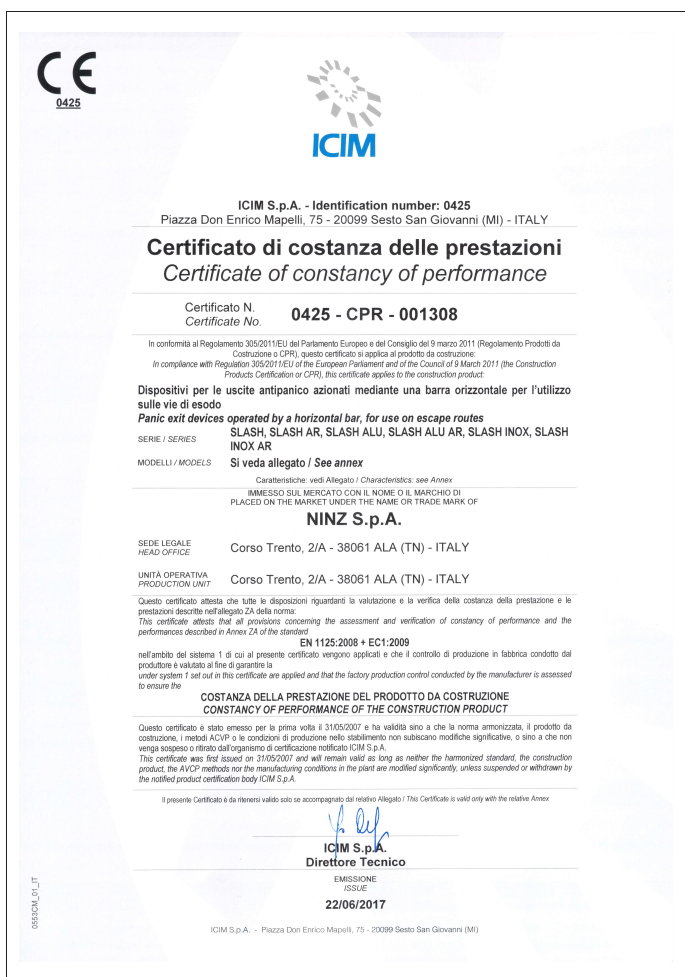 CE
0425
ICIM
ICIM S.p.A. - Identification number: 0425
Piazza Don Enrico Mapelli, 75 - 20099 Sesto San Giovanni (MI) - ITALY
Certificato di costanza delle prestazioni
Certificate of constancy of performance
Certificato N.
Certificate No.
0425 - CPR - 001308
In conformità al Regolamento 305/2011/EU del Parlamento Europeo e del Consiglio del 9 marzo 2011 (Regolamento Prodotti da
Costruzione o CPR), questo certificato si applica al prodotto da costruzione:
In compliance with Regulation 305/2011/EU of the European Parliament and of the Council of 9 March 2011 (the Construction
Products Certification or CPR), this certificate applies to the construction product:
Dispositivi per le uscite antipanico azionati mediante una barra orizzontale per l'utilizzo
sulle vie di esodo
Panic exit devices operated by a horizontal bar, for use on escape routes
SERIE / SERIES
SLASH, SLASH AR, SLASH ALU, SLASH ALU AR, SLASH INOX, SLASH
INOX AR
MODELLI / MODELS
Si veda allegato / See annex
Caratteristiche: vedi Allegato / Characteristics: see Annex
IMMESSO SUL MERCATO CON IL NOME O IL MARCHIO DI
PLACED ON THE MARKET UNDER THE NAME OR TRADE MARK OF
NINZ S.p.A.
SEDE LEGALE
HEAD OFFICE
Corso Trento, 2/A - 38061 ALA (TN) - ITALY
UNITÀ OPERATIVA
PRODUCTION UNIT
Corso Trento, 2/A - 38061 ALA (TN) - ITALY
Questo certificato attesta che tutte le disposizioni riguardanti la valutazione e la verifica della costanza della prestazione e le
prestazioni descritte nell'allegato ZA della norma:
This certificate attests that all provisions concerning the assessment and verification of constancy of performance and the
performances described in Annex ZA of the standard
EN 1125:2008 + EC1:2009
nell'ambito del sistema 1 di cui al presente certificato vengono applicati e che il controllo di produzione in fabbrica condotto dal
produttore è valutato al fine di garantire la
under system 1 set out in this certificate are applied and that the factory production control conducted by the manufacturer is assessed
to ensure the
COSTANZA DELLA PRESTAZIONE DEL PRODOTTO DA COSTRUZIONE
CONSTANCY OF PERFORMANCE OF THE CONSTRUCTION PRODUCT
Questo certificato è stato emesso per la prima volta il 31/05/2007 e ha validità sino a che la norma armonizzata, il prodotto da
costruzione, i metodi ACVP o le condizioni di produzione nello stabilimento non subiscano modifiche significative, o sino a che non
venga sospeso o ritirato dall'organismo di certificazione notificato ICIM S.p.A.
This certificate was first issued on 31/05/2007 and will remain valid as long as neither the harmonized standard, the construction
product, the AVCP methods nor the manufacturing conditions in the plant are modified significantly, unless suspended or withdrawn by
the notified product certification body ICIM S.p.A.
Il presente Certificato è da ritenersi valido solo se accompagnato dal relativo Allegato / This Certificate is valid only with the relative Annex
ICIM S.p.A.
Direttore Tecnico
EMISSIONE
ISSUE
22/06/2017
ICIM S.p.A. - Piazza Don Enrico Mapelli, 75 - 20099 Sesto San Giovanni (MI)
0553CM_01_IT